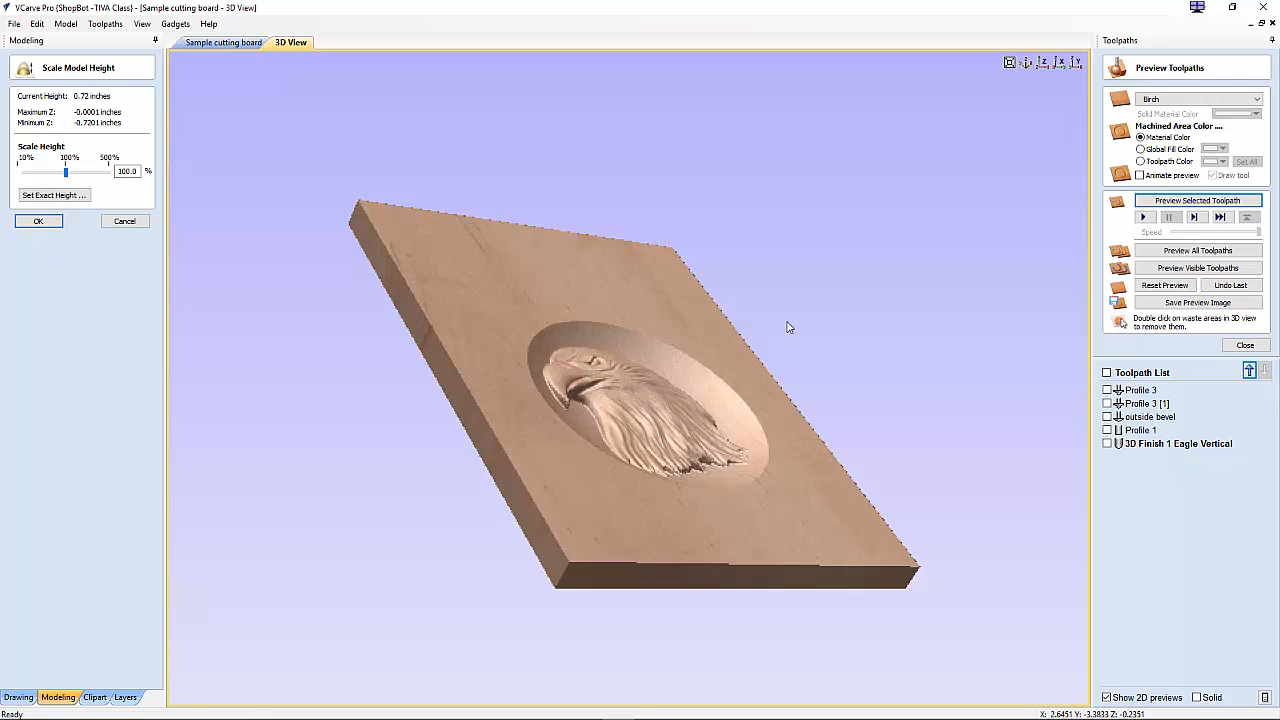 VCarve Pro {ShopBot -TIVA Class} - [Sample cutting board - 3D View]
File Edit Model Toolpaths View Gadgets Help
Modeling
Scale Model Height
Current Height: 0.72 inches
Maximum Z: -0.0001 inches
Minimum Z: -0.7201 inches
Scale Height
10% 100% 500%
100.0 %
Set Exact Height ...
OK Cancel
Drawing Modeling Clipart Layers
Ready
Sample cutting board 3D View
Z X Y
Toolpaths
Preview Toolpaths
Birch
Solid Material Color
Machined Area Color ....
Material Color
Global Fill Color
Toolpath Color Set All
Animate preview Draw tool
Preview Selected Toolpath
Speed
Preview All Toolpaths
Preview Visible Toolpaths
Reset Preview Undo Last
Save Preview Image
Double click on waste areas in 3D view
to remove them.
Close
Toolpath List
Profile 3
Profile 3 [1]
outside bevel
Profile 1
3D Finish 1 Eagle Vertical
Show 2D previews Solid
X: 2.6451 Y: -3.3833 Z: -0.2351